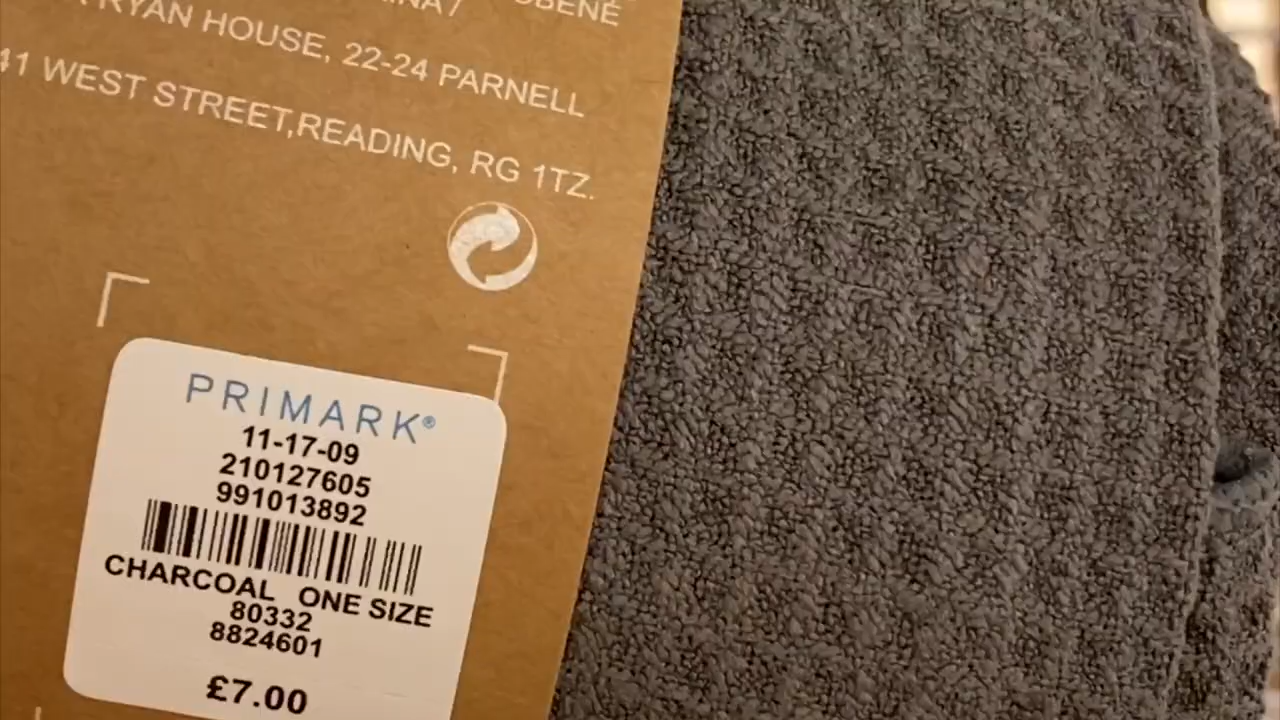 RYAN HOUSE, 22-24 PARNELL
41 WEST STREET,READING, RG 1TZ.
PRIMARK®
11-17-09
210127605
991013892
CHARCOAL ONE SIZE
80332
8824601
£7.00